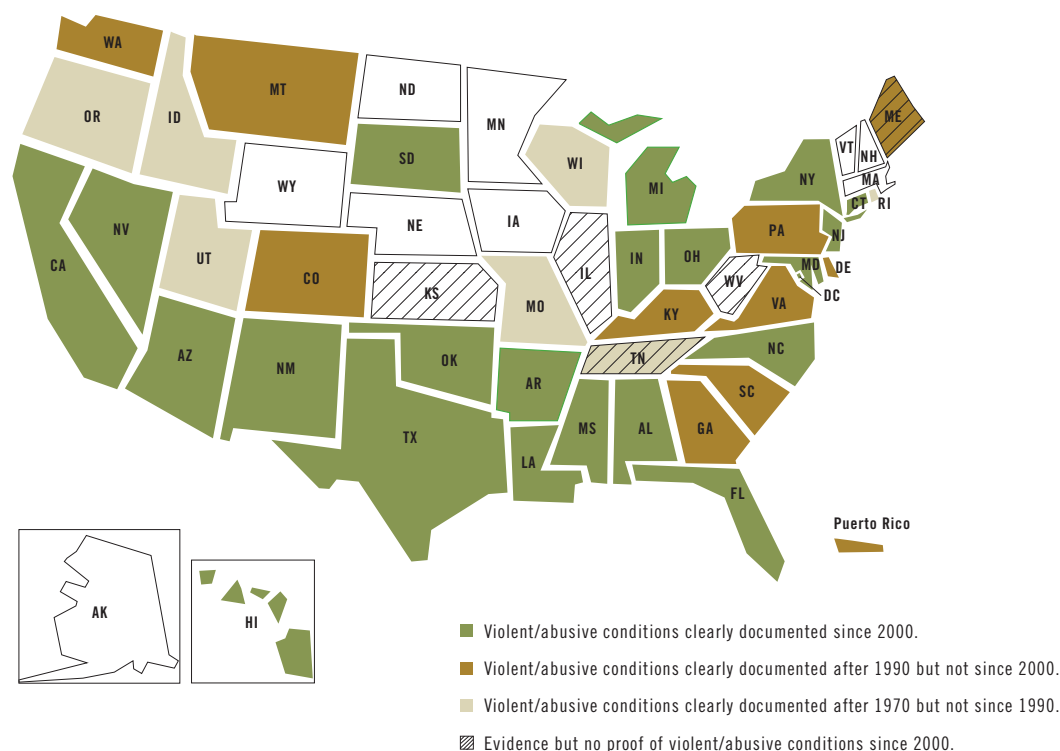 WA
MT
ND
MN
OR
ID
SD
WI
ME
VT
NH
WY
MI
NY
MA
CT
RI
NE
IA
NV
UT
CO
CA
KS
IL
IN
OH
PA
NJ
MD
DE
DC
WV
MO
KY
VA
AZ
NM
OK
AR
TN
NC
SC
TX
MS
AL
GA
LA
FL
Puerto Rico
AK
HI
Violent/abusive conditions clearly documented since 2000.
Violent/abusive conditions clearly documented after 1990 but not since 2000.
Violent/abusive conditions clearly documented after 1970 but not since 1990.
Evidence but no proof of violent/abusive conditions since 2000.